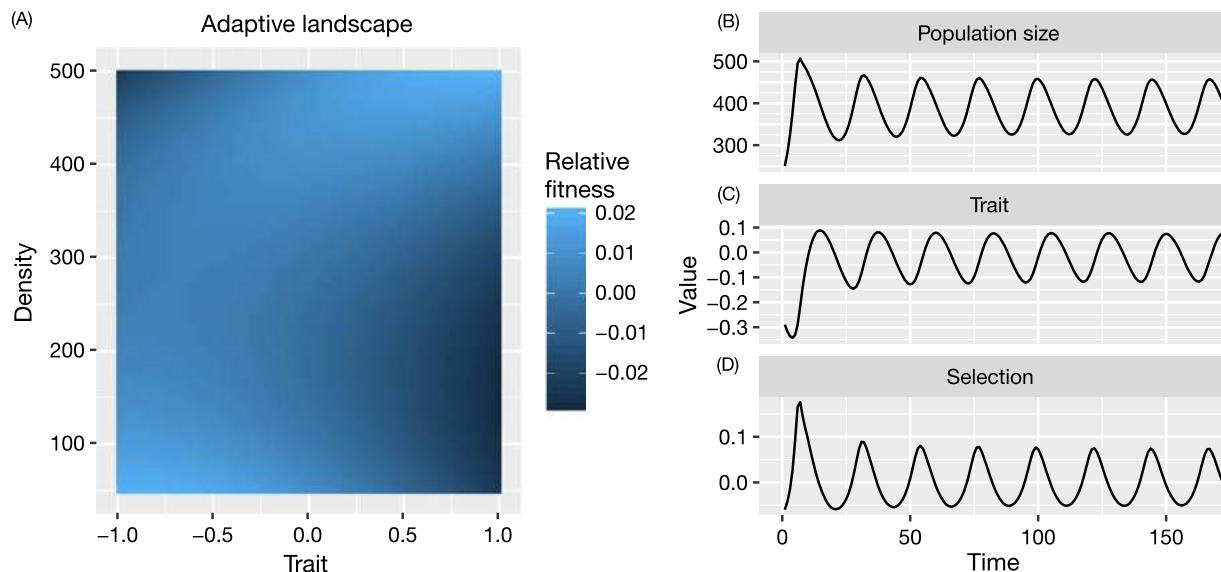 (A)
Adaptive landscape
500
400
300
200
100
Density
−1.0
−0.5
0.0
0.5
1.0
Trait
Relative
fitness
0.02
0.01
0.00
−0.01
−0.02
(B)
Population size
500
400
300
(C)
Trait
0.1
0.0
−0.1
−0.2
−0.3
Value
(D)
Selection
0.1
0.0
0
50
100
150
Time